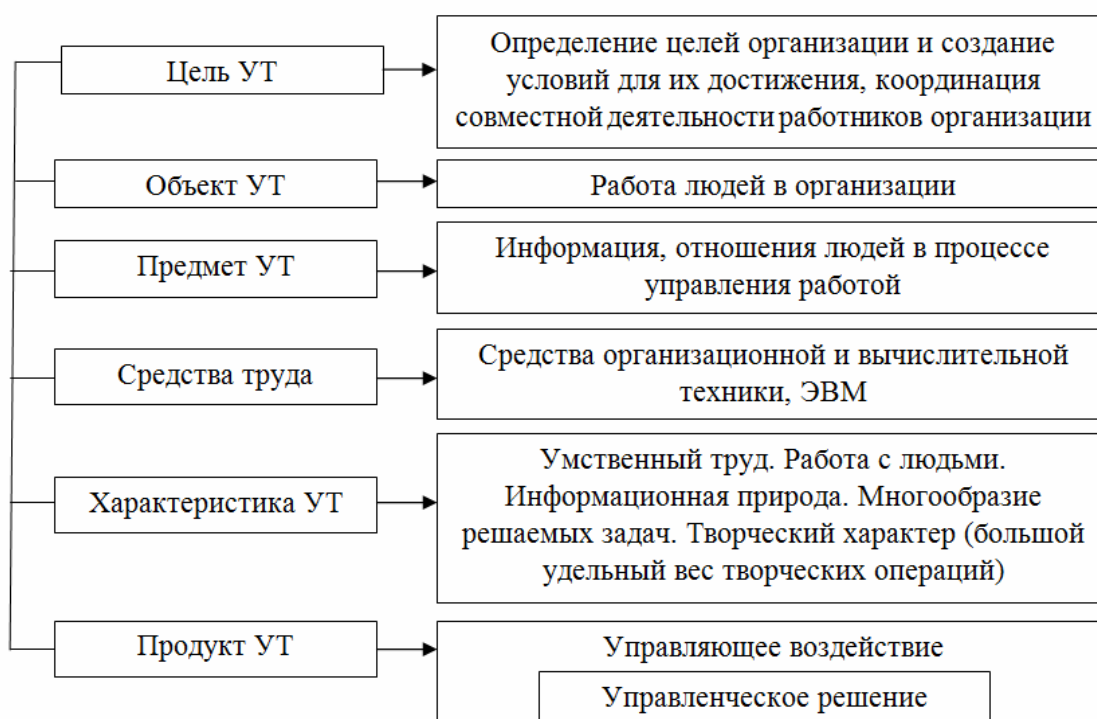 Цель УТ
Определение целей организации и создание
условий для их достижения, координация
совместной деятельности работников организации
Объект УТ
Работа людей в организации
Предмет УТ
Информация, отношения людей в процессе
управления работой
Средства труда
Средства организационной и вычислительной
техники, ЭВМ
Характеристика УТ
Умственный труд. Работа с людьми.
Информационная природа. Многообразие
решаемых задач. Творческий характер (большой
удельный вес творческих операций)
Продукт УТ
Управляющее воздействие
Управленческое решение